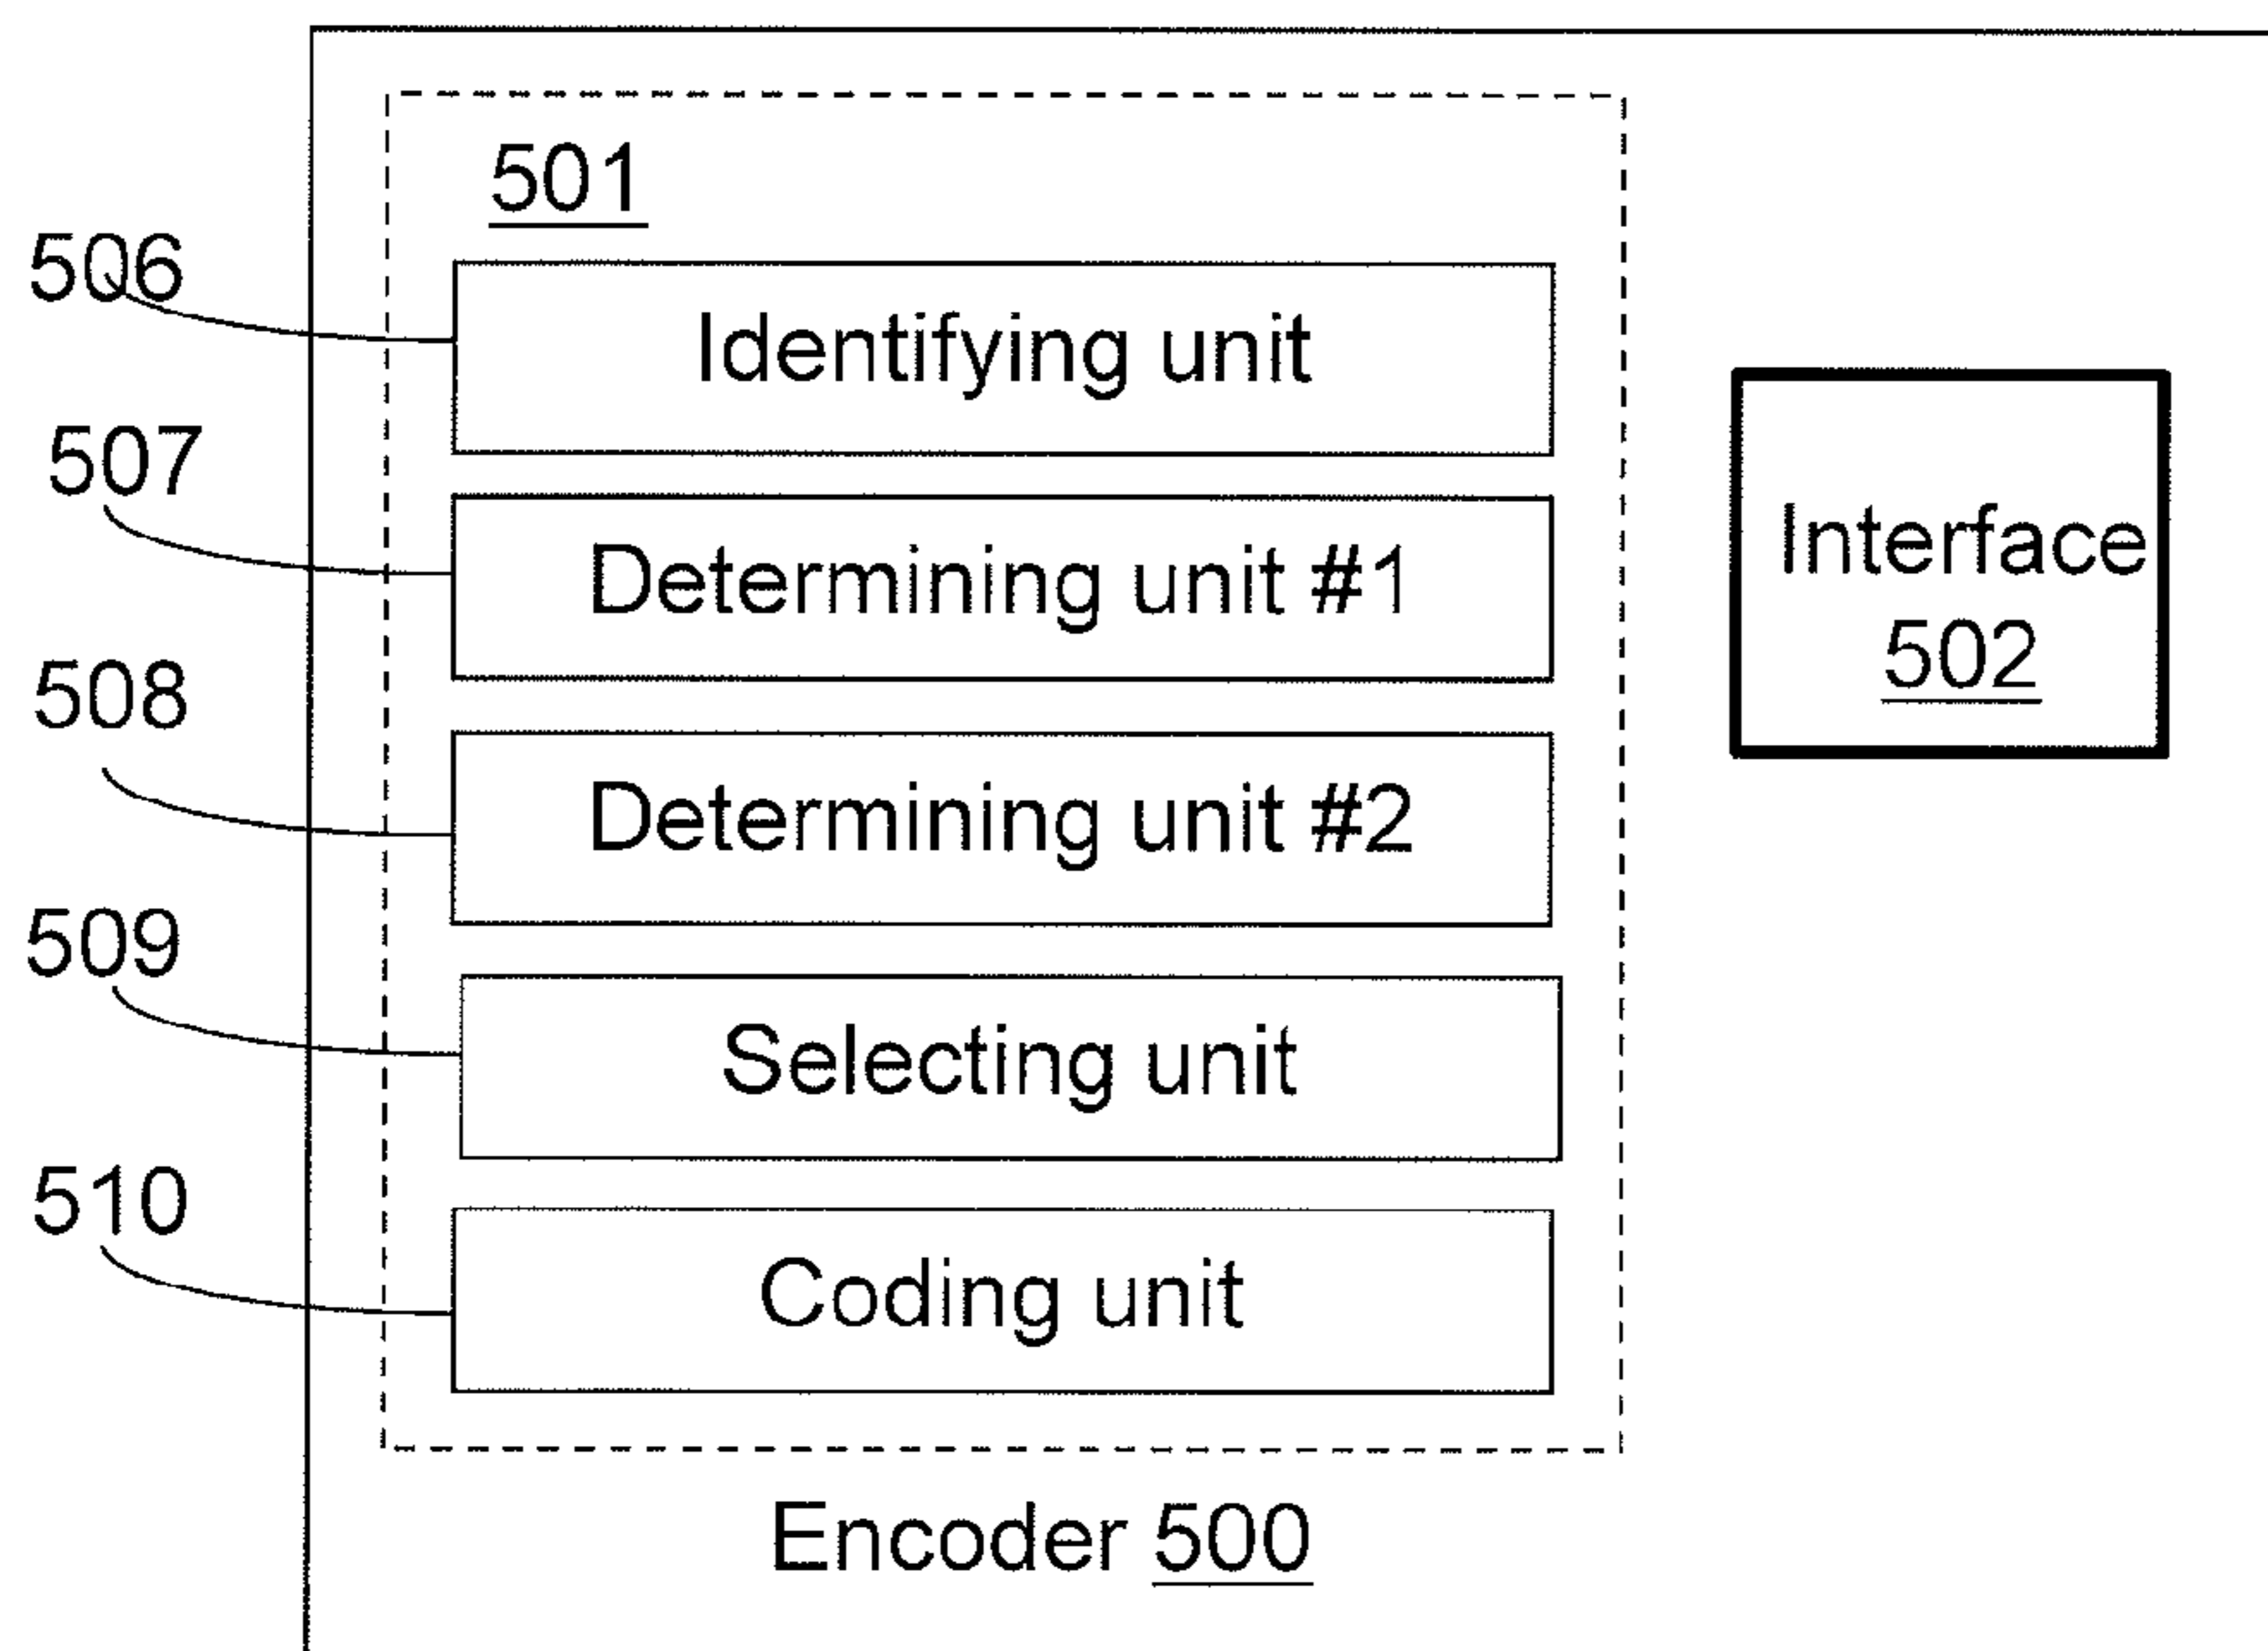 501
506
Identifying unit
507
Determining unit #1
Interface
502
508
Determining unit #2
509
Selecting unit
510
Coding unit
Encoder 500